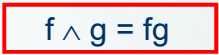 f ∧ g = fg